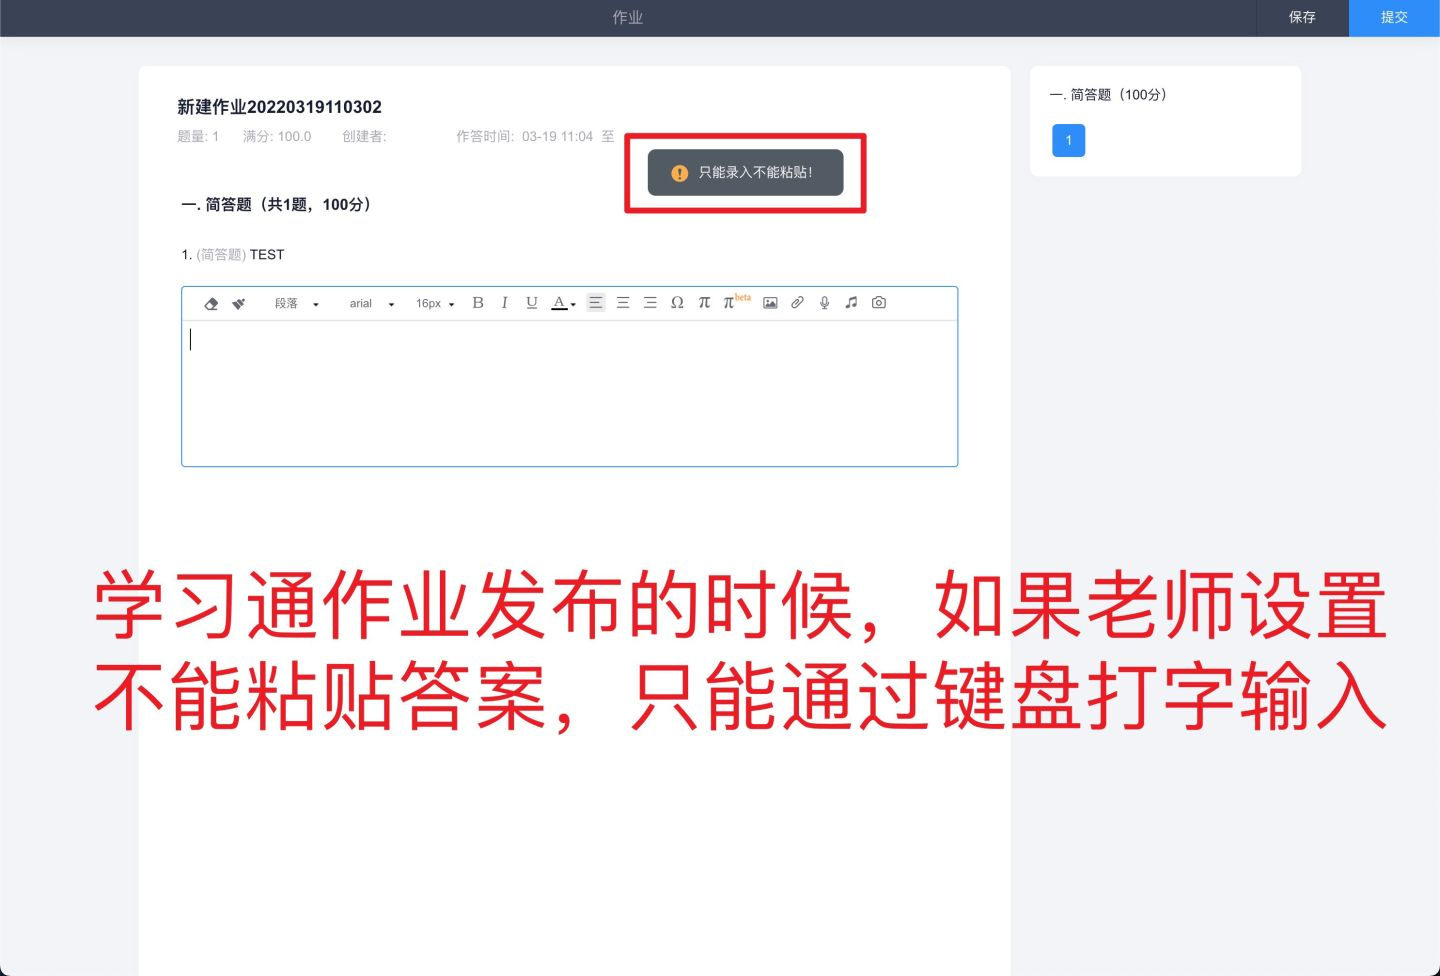 作业
保存
提交
新建作业20220319110302
题量: 1 满分: 100.0 创建者: 作答时间: 03-19 11:04 至
只能录入不能粘贴!
一. 简答题（共1题，100分）
1. (简答题) TEST
段落 arial 16px B I U A Ω π π beta
一. 简答题（100分）
1
学习通作业发布的时候，如果老师设置
不能粘贴答案，只能通过键盘打字输入